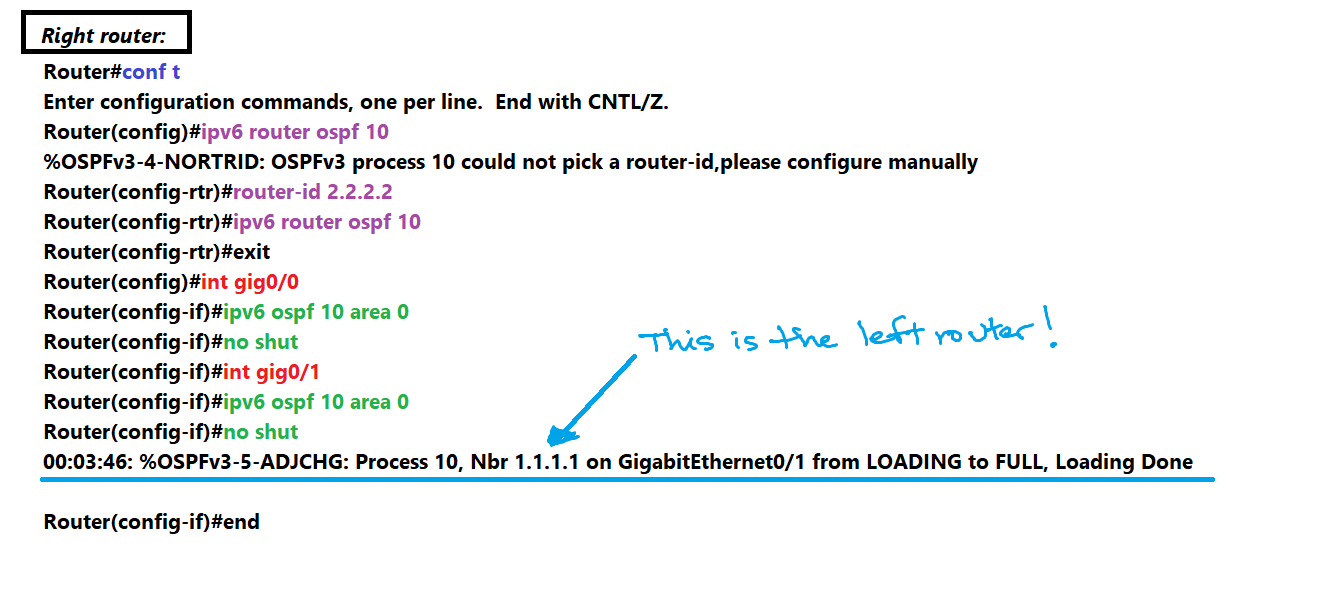 Right router:
Router#conf t
Enter configuration commands, one per line.  End with CNTL/Z.
Router(config)#ipv6 router ospf 10
%OSPFv3-4-NORTRID: OSPFv3 process 10 could not pick a router-id,please configure manually
Router(config-rtr)#router-id 2.2.2.2
Router(config-rtr)#ipv6 router ospf 10
Router(config-rtr)#exit
Router(config)#int gig0/0
Router(config-if)#ipv6 ospf 10 area 0
Router(config-if)#no shut
This is the left router!
Router(config-if)#int gig0/1
Router(config-if)#ipv6 ospf 10 area 0
Router(config-if)#no shut
00:03:46: %OSPFv3-5-ADJCHG: Process 10, Nbr 1.1.1.1 on GigabitEthernet0/1 from LOADING to FULL, Loading Done
Router(config-if)#end